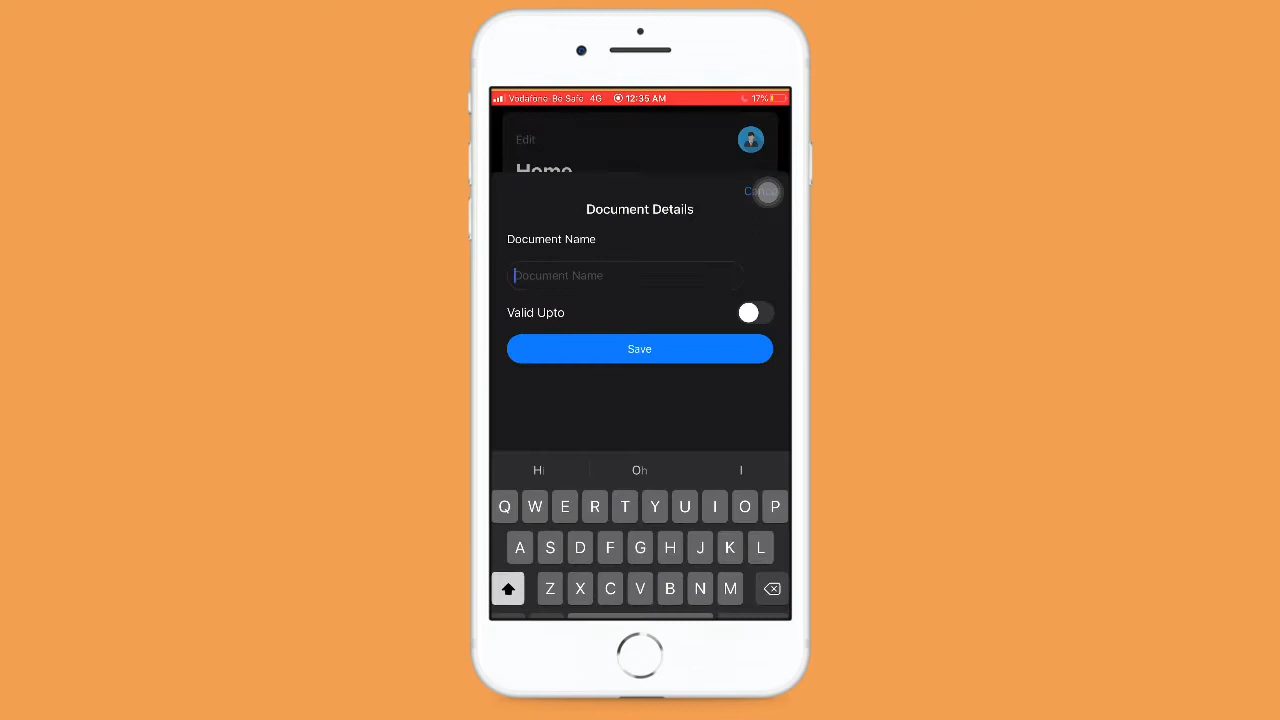 Vodafone-Be Safe. 4G 12:35 AM 17%
Edit
Home
Cancel
Document Details
Document Name
Document Name
Valid Upto
Save
Hi Oh I
Q W E R T Y U I O P
A S D F G H J K L
Z X C V B N M